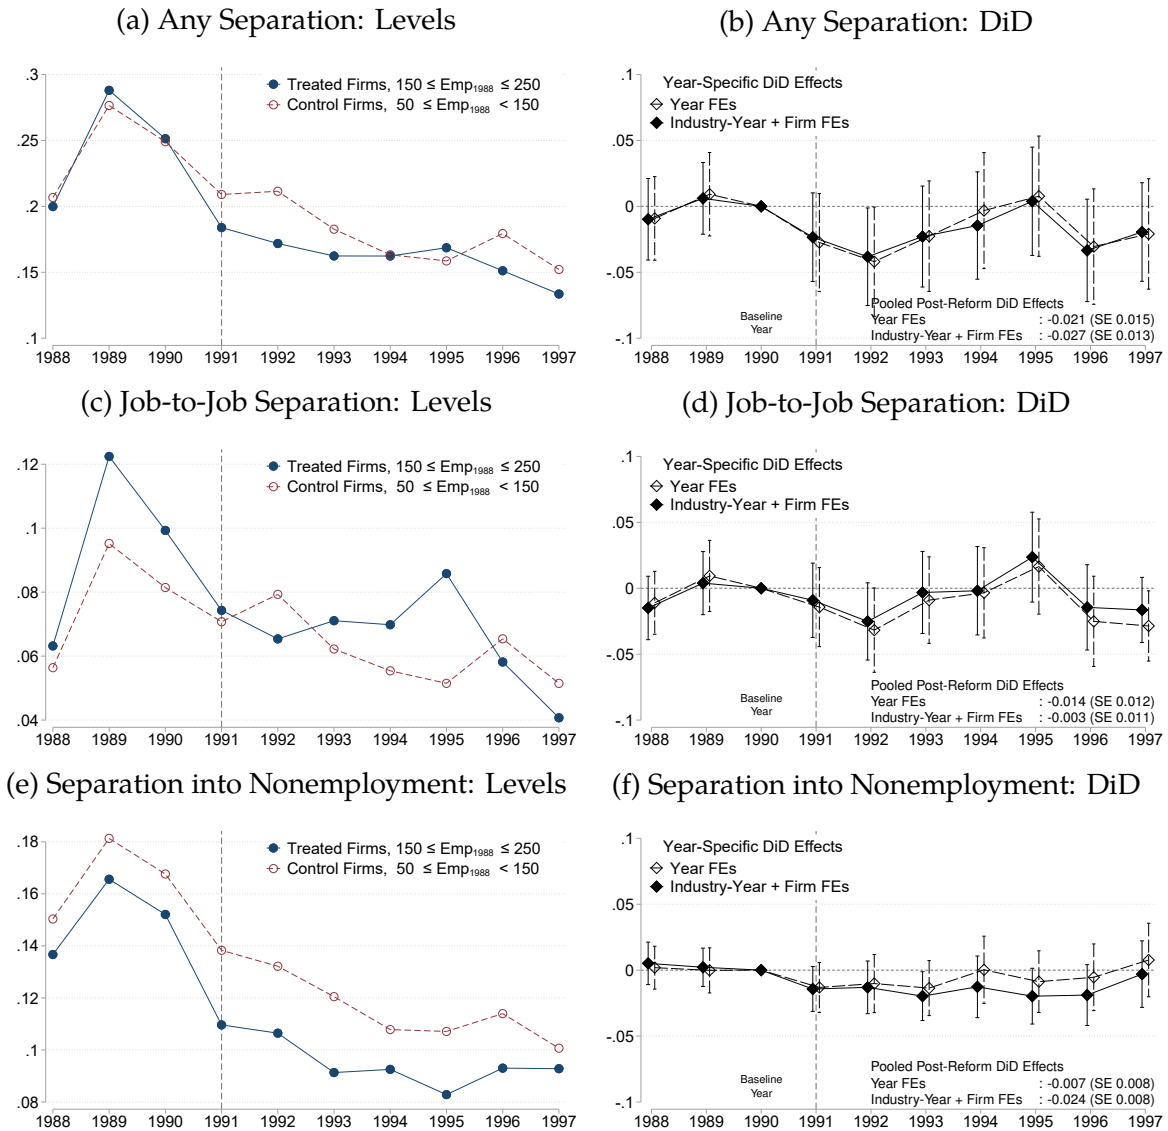 (a) Any Separation: Levels
.3
.25
.2
.15
.1
Treated Firms, 150 ≤ Emp1988 ≤ 250
Control Firms, 50 ≤ Emp1988 < 150
1988 1989 1990 1991 1992 1993 1994 1995 1996 1997
(b) Any Separation: DiD
.1
.05
0
-.05
-.1
Year-Specific DiD Effects
Year FEs
Industry-Year + Firm FEs
Baseline
Year
Pooled Post-Reform DiD Effects
Year FEs : -0.021 (SE 0.015)
Industry-Year + Firm FEs : -0.027 (SE 0.013)
1988 1989 1990 1991 1992 1993 1994 1995 1996 1997
(c) Job-to-Job Separation: Levels
.12
.1
.08
.06
.04
Treated Firms, 150 ≤ Emp1988 ≤ 250
Control Firms, 50 ≤ Emp1988 < 150
1988 1989 1990 1991 1992 1993 1994 1995 1996 1997
(d) Job-to-Job Separation: DiD
.1
.05
0
-.05
-.1
Year-Specific DiD Effects
Year FEs
Industry-Year + Firm FEs
Baseline
Year
Pooled Post-Reform DiD Effects
Year FEs : -0.014 (SE 0.012)
Industry-Year + Firm FEs : -0.003 (SE 0.011)
1988 1989 1990 1991 1992 1993 1994 1995 1996 1997
(e) Separation into Nonemployment: Levels
.18
.16
.14
.12
.1
.08
Treated Firms, 150 ≤ Emp1988 ≤ 250
Control Firms, 50 ≤ Emp1988 < 150
1988 1989 1990 1991 1992 1993 1994 1995 1996 1997
(f) Separation into Nonemployment: DiD
.1
.05
0
-.05
-.1
Year-Specific DiD Effects
Year FEs
Industry-Year + Firm FEs
Baseline
Year
Pooled Post-Reform DiD Effects
Year FEs : -0.007 (SE 0.008)
Industry-Year + Firm FEs : -0.024 (SE 0.008)
1988 1989 1990 1991 1992 1993 1994 1995 1996 1997